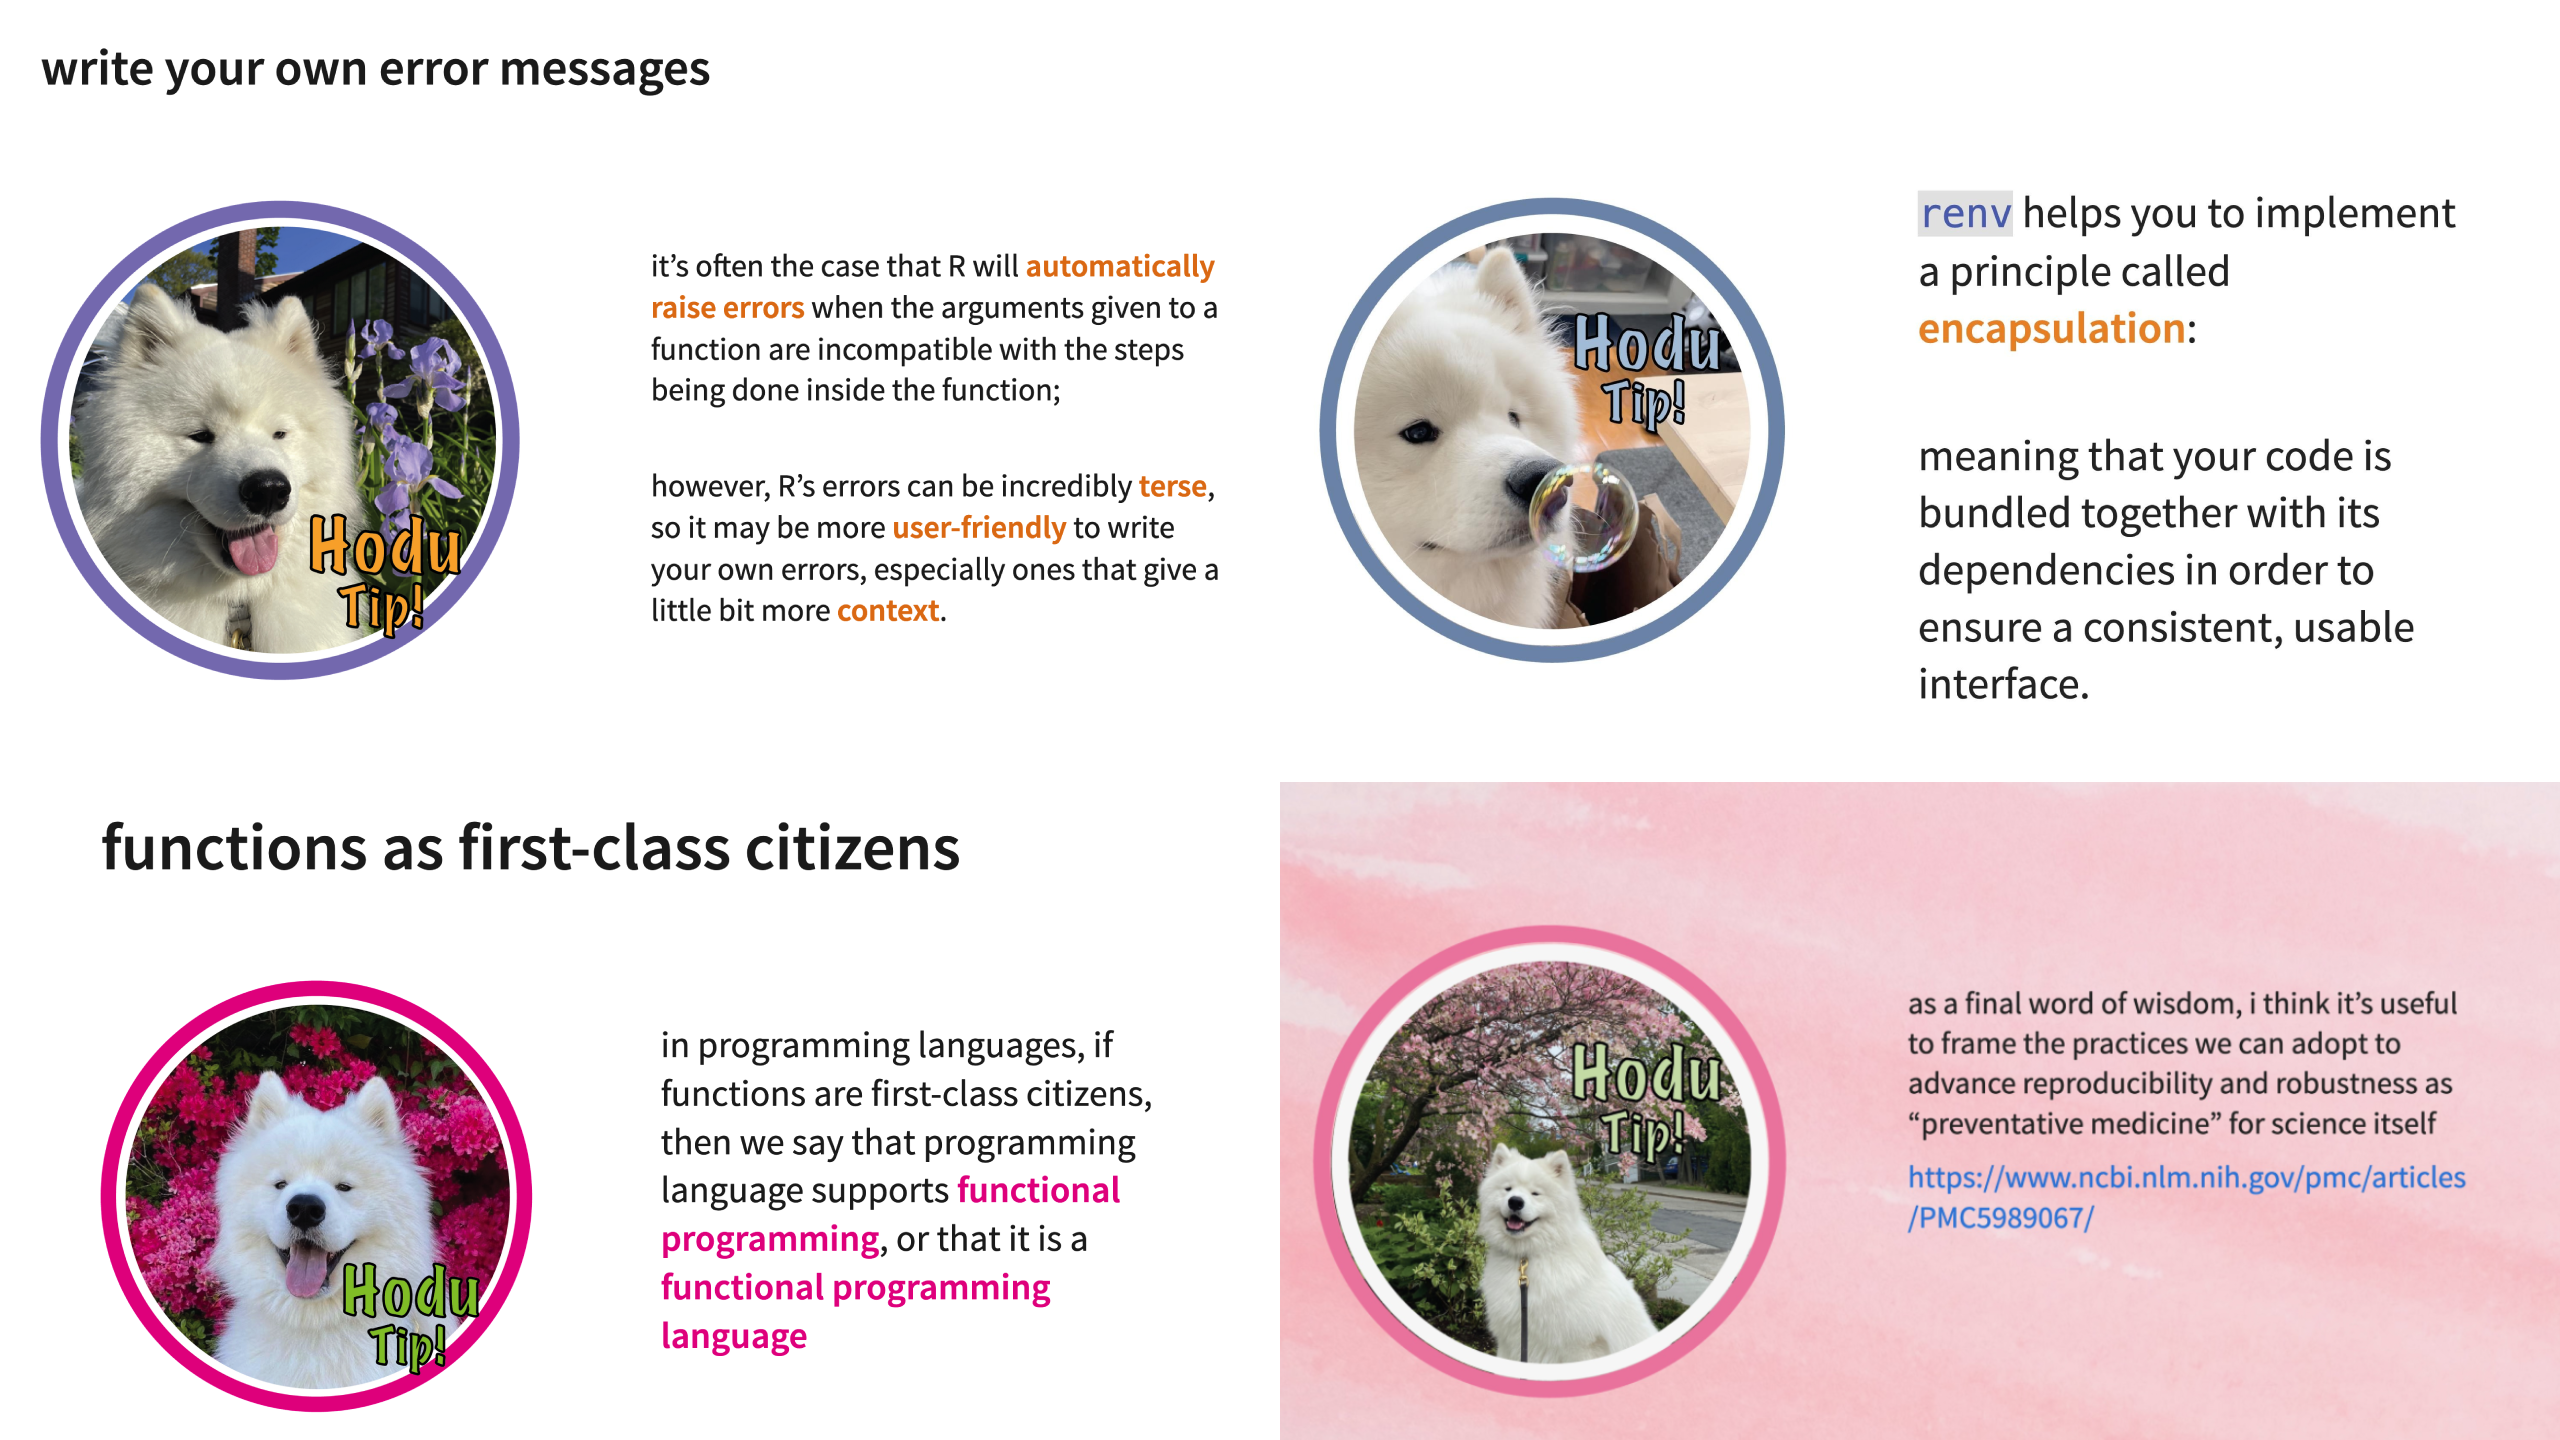 write your own error messages
Hodu
Tip!
it’s often the case that R will automatically
raise errors when the arguments given to a
function are incompatible with the steps
being done inside the function;
however, R’s errors can be incredibly terse,
so it may be more user-friendly to write
your own errors, especially ones that give a
little bit more context.
Hodu
Tip!
renv helps you to implement
a principle called
encapsulation:
meaning that your code is
bundled together with its
dependencies in order to
ensure a consistent, usable
interface.
functions as first-class citizens
Hodu
Tip!
in programming languages, if
functions are first-class citizens,
then we say that programming
language supports functional
programming, or that it is a
functional programming
language
Hodu
Tip!
as a final word of wisdom, i think it’s useful
to frame the practices we can adopt to
advance reproducibility and robustness as
“preventative medicine” for science itself
https://www.ncbi.nlm.nih.gov/pmc/articles
/PMC5989067/